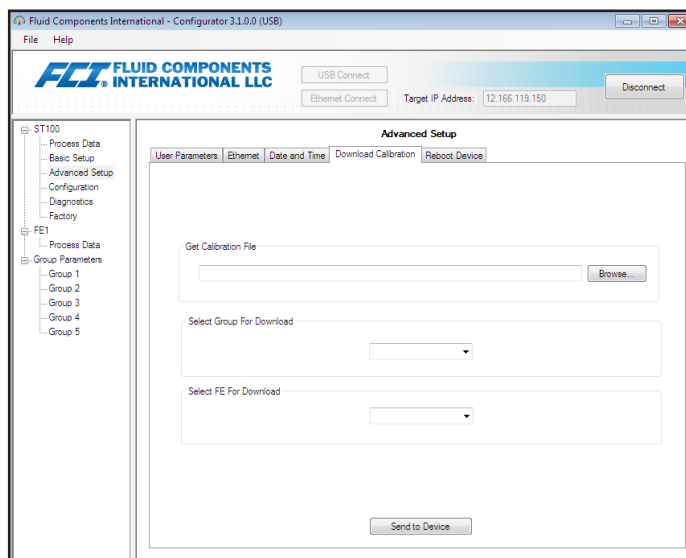 Fluid Components International - Configurator 3.1.0.0 (USB)
File Help
FCI FLUID COMPONENTS
® INTERNATIONAL LLC
USB Connect
Ethernet Connect
Target IP Address: 12.166.119.150
Disconnect
ST100
Process Data
Basic Setup
Advanced Setup
Configuration
Diagnostics
Factory
FE1
Process Data
Group Parameters
Group 1
Group 2
Group 3
Group 4
Group 5
Advanced Setup
User Parameters Ethernet Date and Time Download Calibration Reboot Device
Get Calibration File
Browse...
Select Group For Download
Select FE For Download
Send to Device